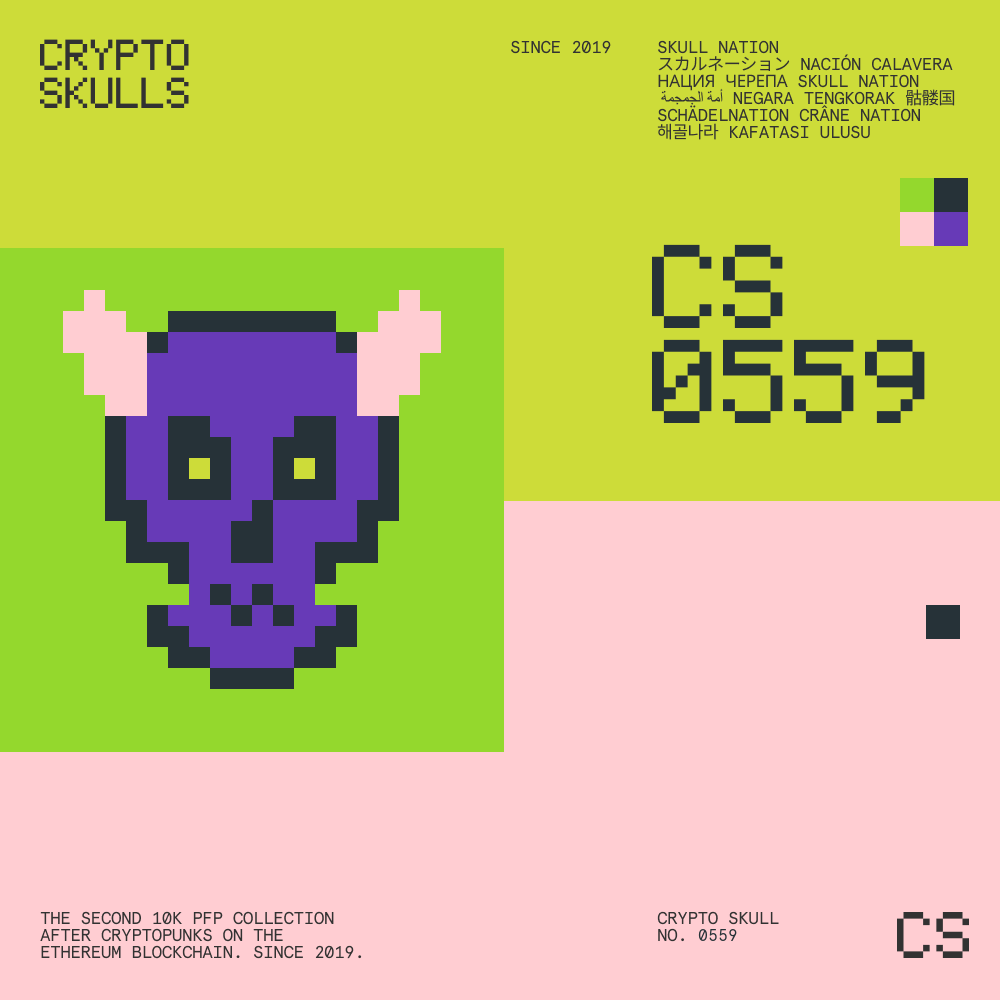 CRYPTO
SKULLS
SINCE 2019
SKULL NATION
スカルネーション NACIÓN CALAVERA
НАЦИЯ ЧЕРЕПА SKULL NATION
أمة الجمجمة NEGARA TENGKORAK 骷髅国
SCHÄDELNATION CRÂNE NATION
해골나라 KAFATASI ULUSU
CS
0559
THE SECOND 10K PFP COLLECTION
AFTER CRYPTOPUNKS ON THE
ETHEREUM BLOCKCHAIN. SINCE 2019.
CRYPTO SKULL
NO. 0559
CS